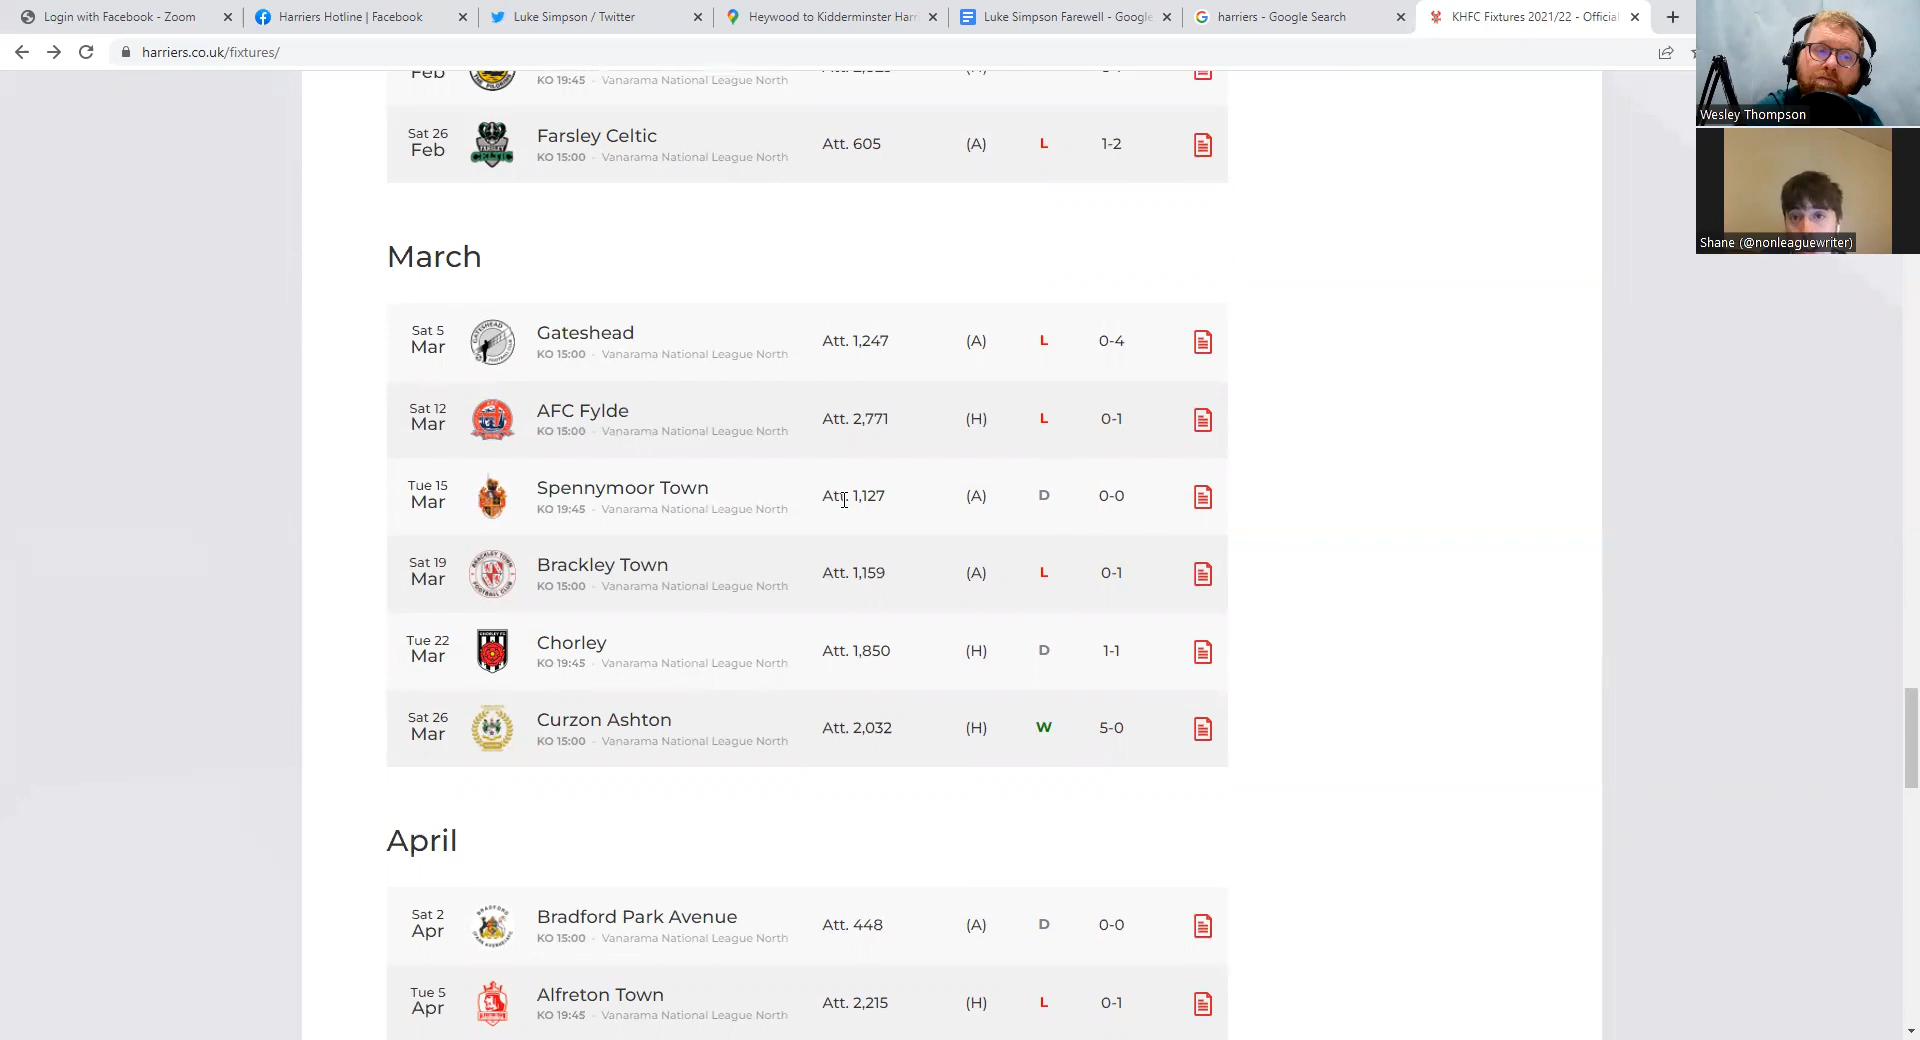 Login with Facebook - Zoom
Harriers Hotline | Facebook
Luke Simpson / Twitter
Heywood to Kidderminster Harr
Luke Simpson Farewell - Google
harriers - Google Search
KHFC Fixtures 2021/22 - Official
harriers.co.uk/fixtures/
Wesley Thompson
Shane (@nonleaguewriter)
Feb
KO 19:45 - Vanarama National League North
Sat 26 Feb Farsley Celtic Att. 605 (A) L 1-2
KO 15:00 - Vanarama National League North
March
Sat 5 Mar Gateshead Att. 1,247 (A) L 0-4
KO 15:00 - Vanarama National League North
Sat 12 Mar AFC Fylde Att. 2,771 (H) L 0-1
KO 15:00 - Vanarama National League North
Tue 15 Mar Spennymoor Town Att. 1,127 (A) D 0-0
KO 19:45 - Vanarama National League North
Sat 19 Mar Brackley Town Att. 1,159 (A) L 0-1
KO 15:00 - Vanarama National League North
Tue 22 Mar Chorley Att. 1,850 (H) D 1-1
KO 19:45 - Vanarama National League North
Sat 26 Mar Curzon Ashton Att. 2,032 (H) W 5-0
KO 15:00 - Vanarama National League North
April
Sat 2 Apr Bradford Park Avenue Att. 448 (A) D 0-0
KO 15:00 - Vanarama National League North
Tue 5 Apr Alfreton Town Att. 2,215 (H) L 0-1
KO 19:45 - Vanarama National League North